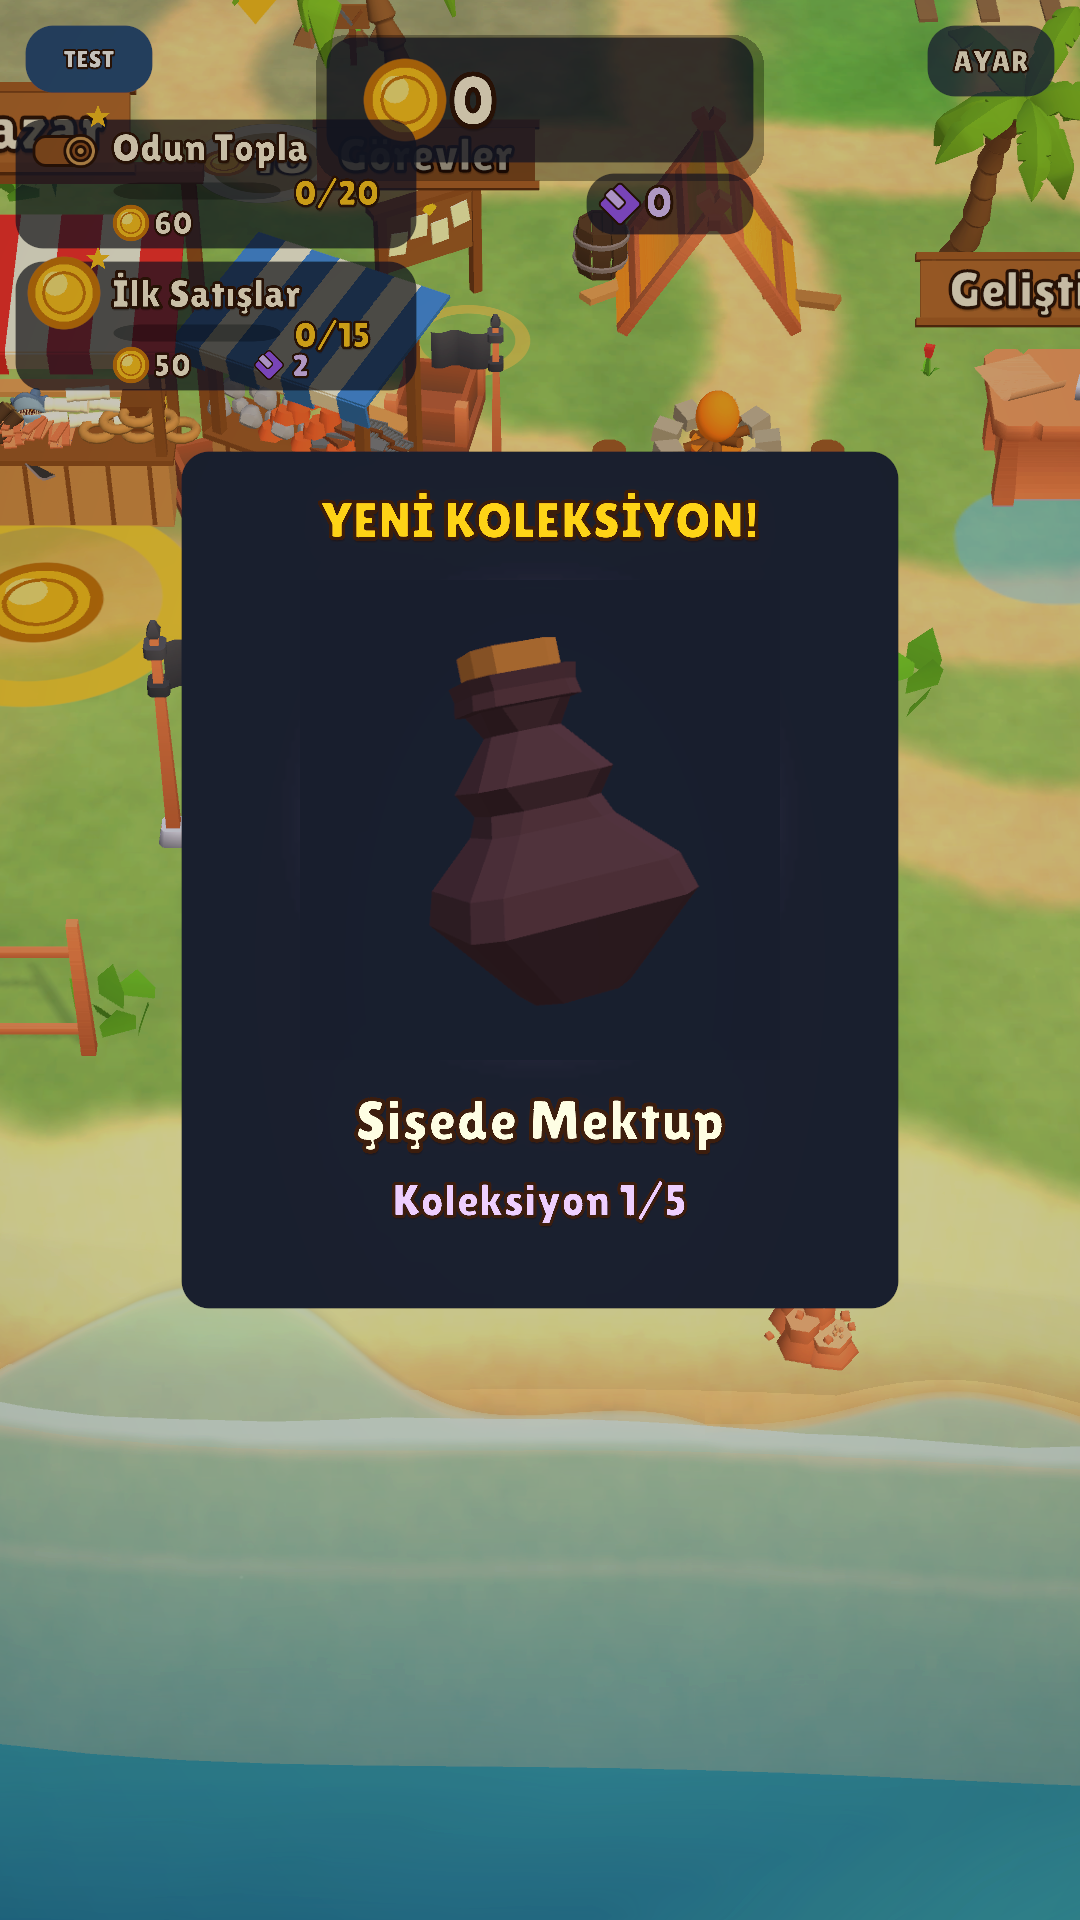 TEST
0
AYAR
Odun Topla
Görevler
0/20
60
0
İlk Satışlar
0/15
50
2
YENİ KOLEKSİYON!
Şişede Mektup
Koleksiyon 1/5